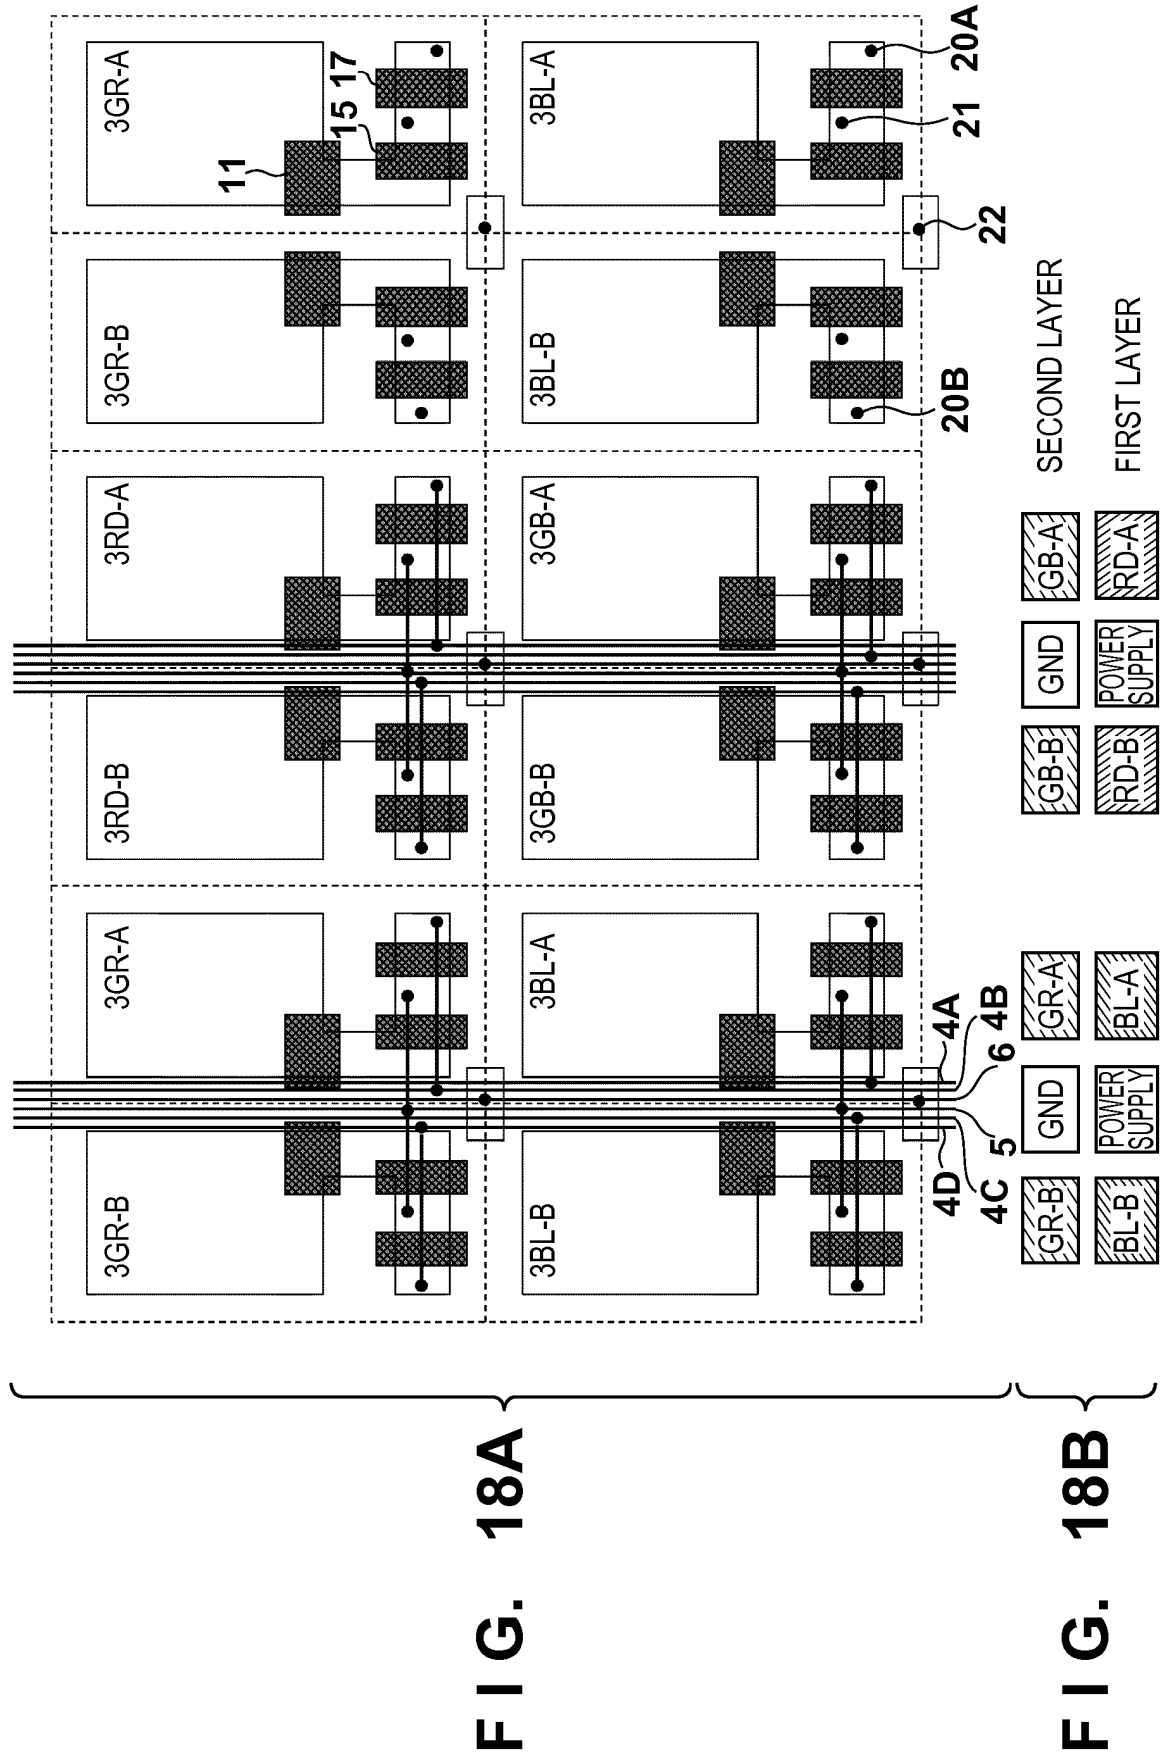 FIG. 18A
3GR-B 3GR-A 3RD-B 3RD-A 3GR-B 3GR-A
11
15 17
3BL-B 3BL-A 3GB-B 3GB-A 3BL-B 3BL-A
4D 4A 20B 21 20A
4C 5 6 4B 22
FIG. 18B
GR-B GND GR-A GB-B GND GB-A SECOND LAYER
BL-B POWER SUPPLY BL-A RD-B POWER SUPPLY RD-A FIRST LAYER